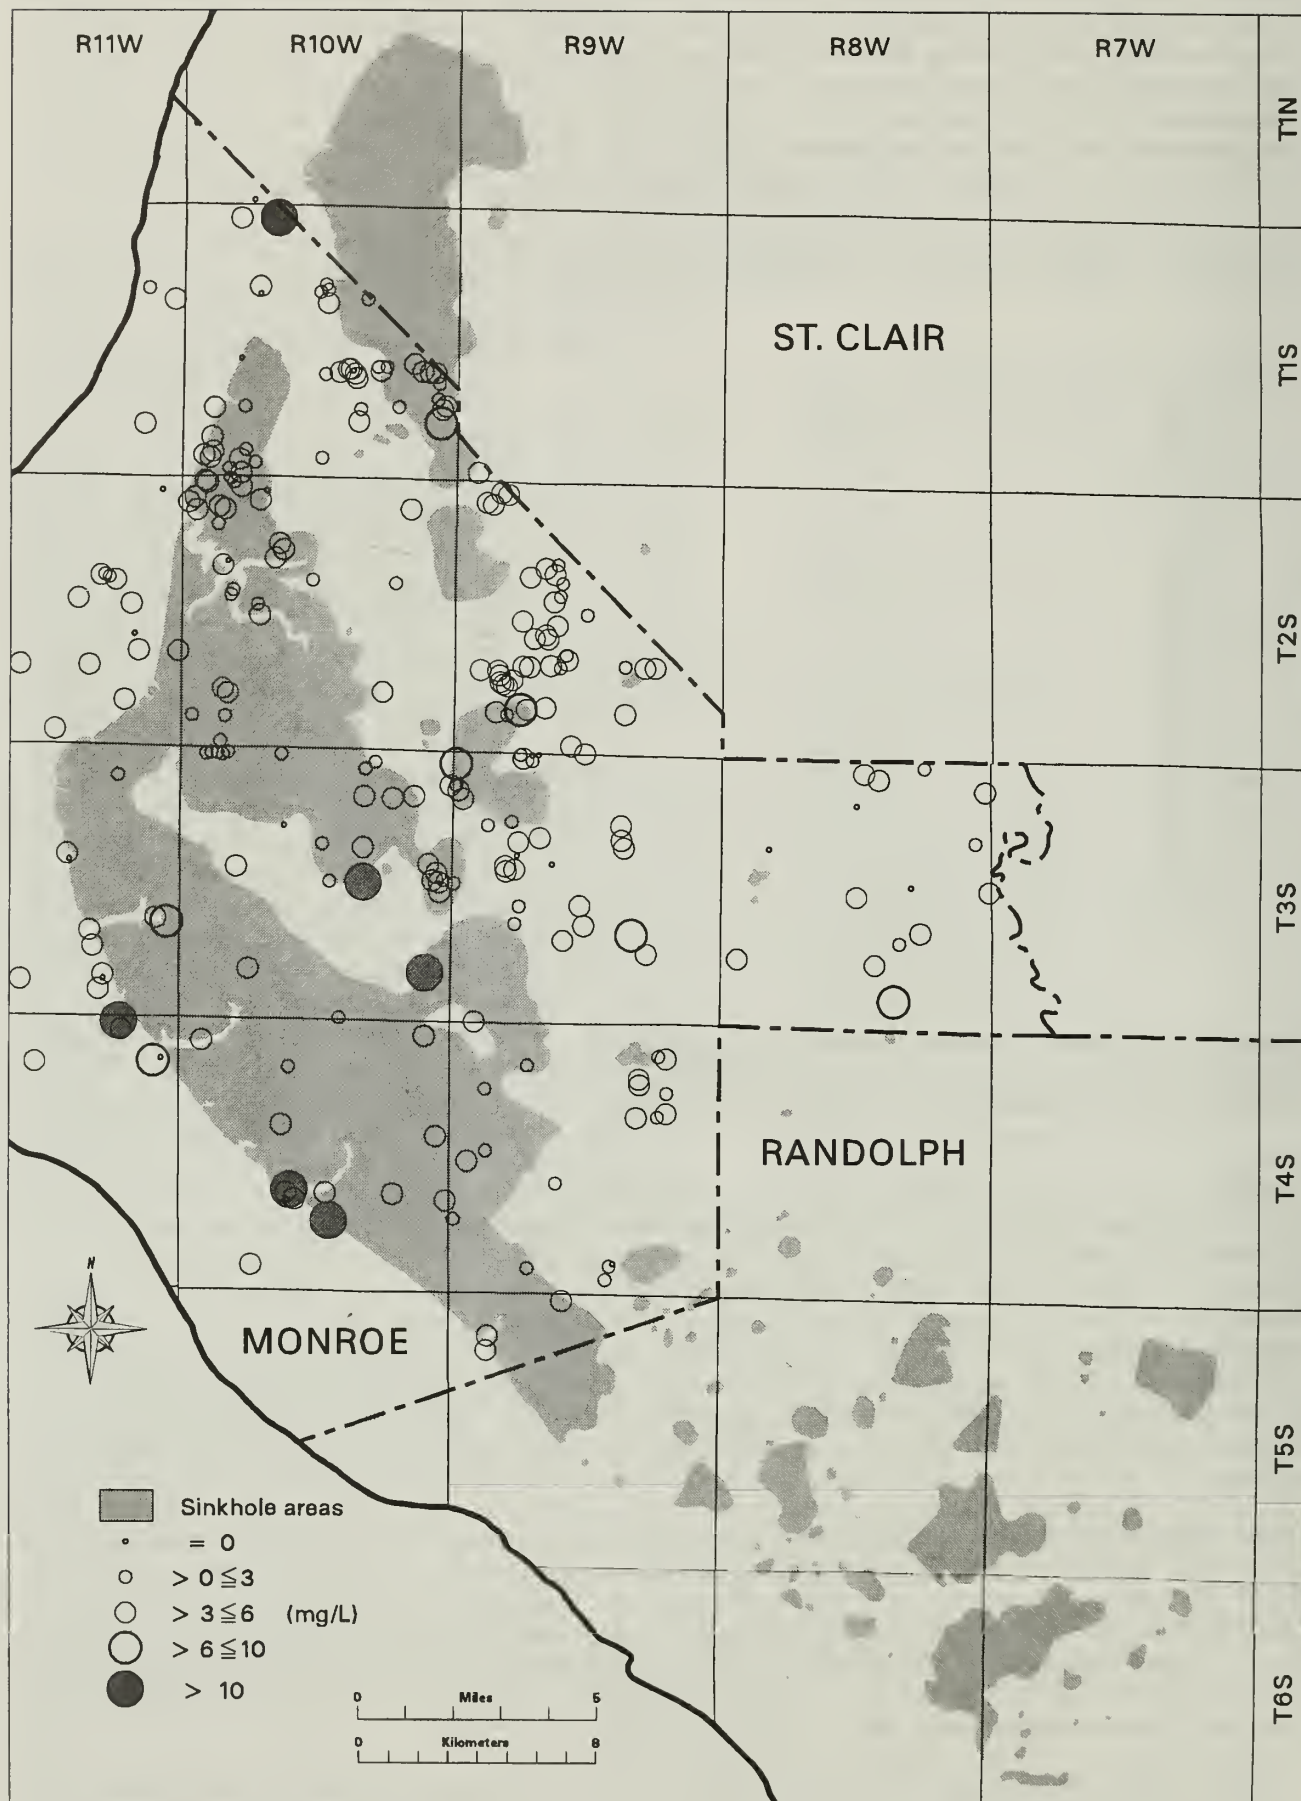 R11W R10W R9W R8W R7W
T1N
ST. CLAIR
T1S
T2S
T3S
RANDOLPH
T4S
N
MONROE
T5S
Sinkhole areas
= 0
> 0 ≦ 3
> 3 ≦ 6 (mg/L)
> 6 ≦ 10
> 10
0 Miles 5
0 Kilometers 8
T6S